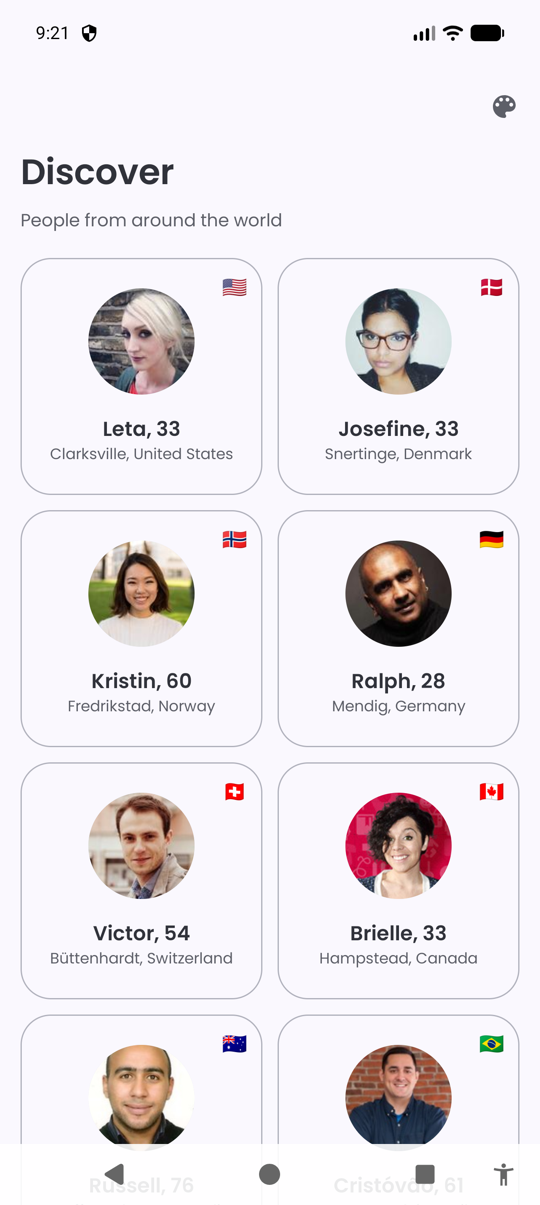 9:21
Discover
People from around the world
Leta, 33
Clarksville, United States
Josefine, 33
Snertinge, Denmark
Kristin, 60
Fredrikstad, Norway
Ralph, 28
Mendig, Germany
Victor, 54
Büttenhardt, Switzerland
Brielle, 33
Hampstead, Canada
Russell, 76
Cristóvão, 61